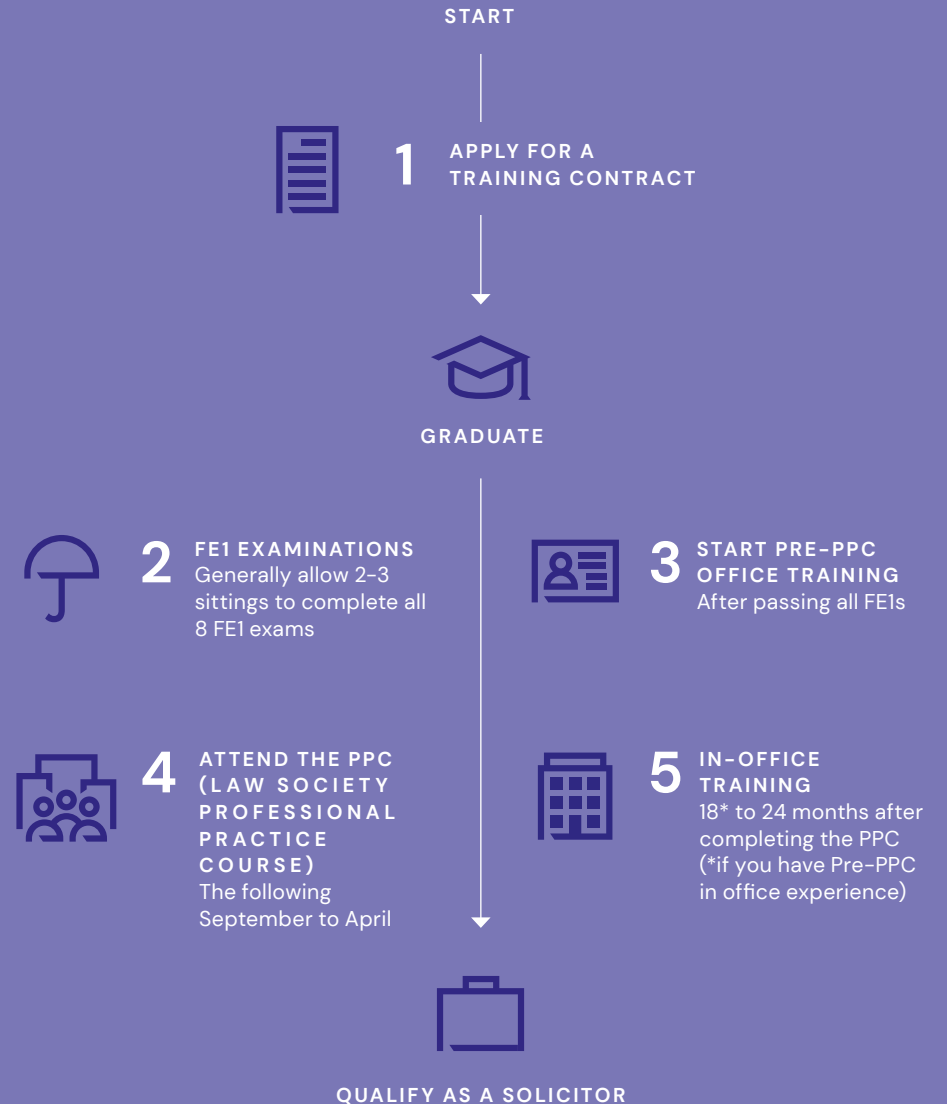 START
1
APPLY FOR A
TRAINING CONTRACT
GRADUATE
2
FE1 EXAMINATIONS
Generally allow 2-3
sittings to complete all
8 FE1 exams
3
START PRE-PPC
OFFICE TRAINING
After passing all FE1s
4
ATTEND THE PPC
(LAW SOCIETY
PROFESSIONAL
PRACTICE
COURSE)
The following
September to April
5
IN-OFFICE
TRAINING
18* to 24 months after
completing the PPC
(*if you have Pre-PPC
in office experience)
QUALIFY AS A SOLICITOR